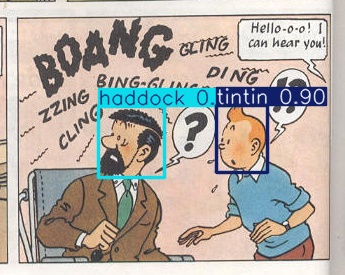 BOANG
GLING
Hello-o-o! I
can hear you!
DING
BING-GLING
ZZING
CLING
haddock 0.
tintin 0.90
?
!?